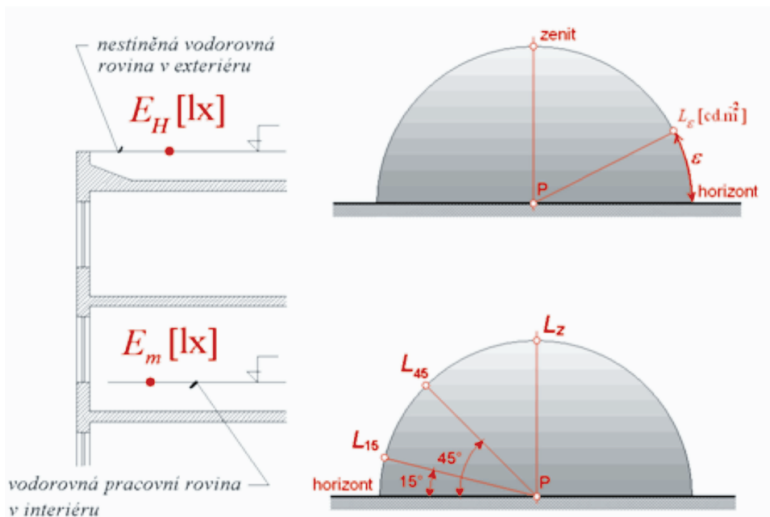 nestíněná vodorovná
rovina v exteriéru
E_H [lx]
E_m [lx]
vodorovná pracovní rovina
v interiéru
zenit
L_ε [cd.m⁻²]
ε
P
horizont
L_Z
L_45
L_15
45°
15°
horizont
P